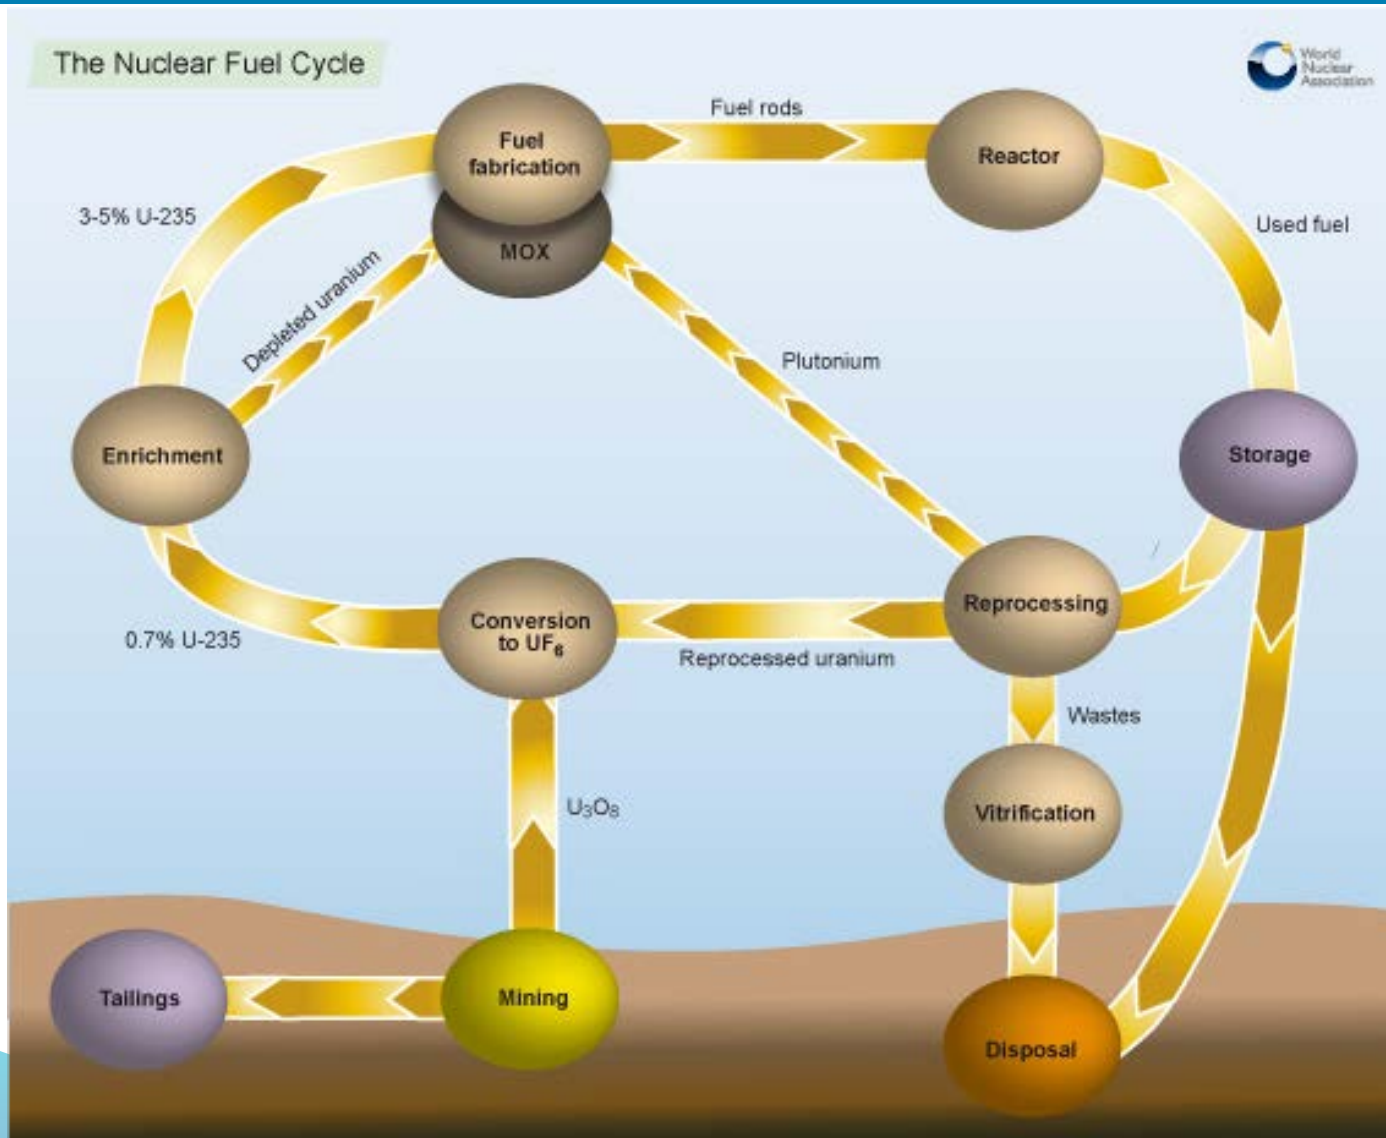 The Nuclear Fuel Cycle
World
Nuclear
Association
Fuel rods
Fuel
fabrication
Reactor
3-5% U-235
Used fuel
MOX
Depleted uranium
Plutonium
Enrichment
Storage
Reprocessing
Conversion
to UF₆
0.7% U-235
Reprocessed uranium
Wastes
U₃O₈
Vitrification
Tailings
Mining
Disposal